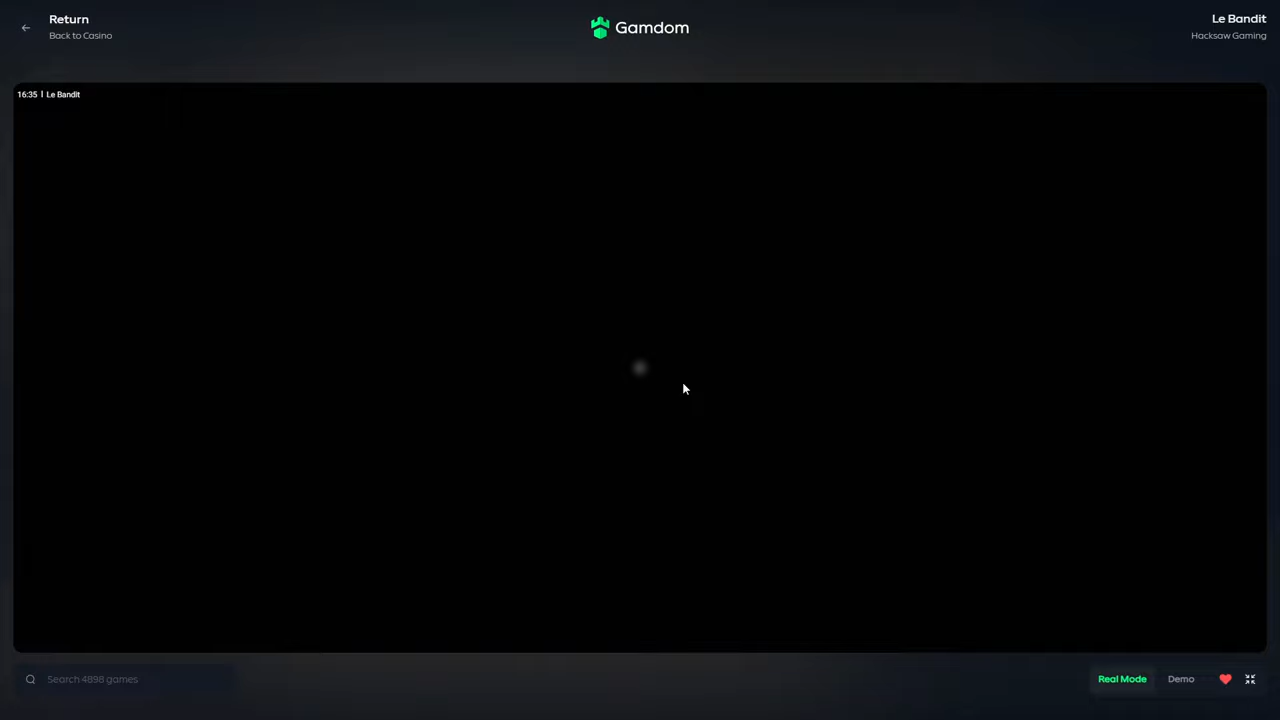 Return
Back to Casino
Gamdom
Le Bandit
Hacksaw Gaming
16:35 | Le Bandit
Search 4898 games
Real Mode
Demo